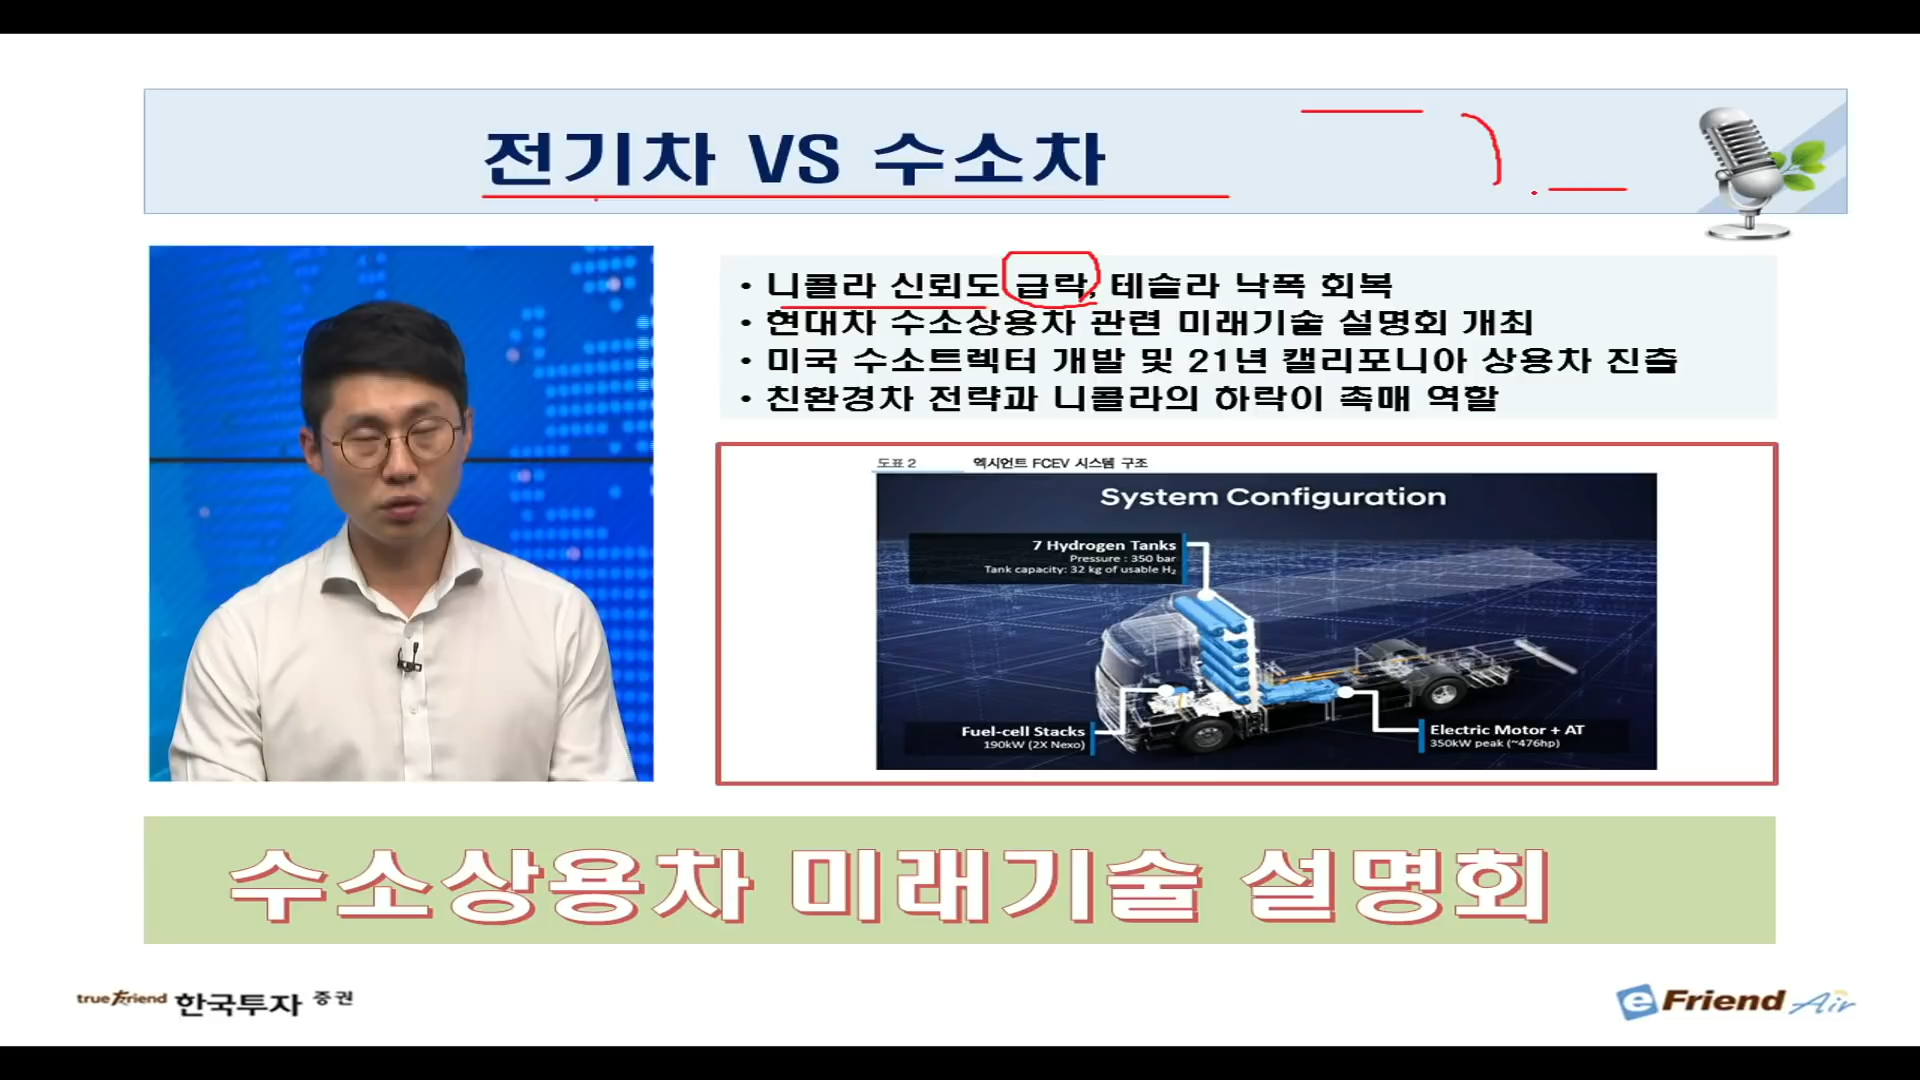 전기차 VS 수소차
• 니콜라 신뢰도 급락, 테슬라 낙폭 회복
• 현대차 수소상용차 관련 미래기술 설명회 개최
• 미국 수소트렉터 개발 및 21년 캘리포니아 상용차 진출
• 친환경차 전략과 니콜라의 하락이 촉매 역할
도표 2 엑시언트 FCEV 시스템 구조
System Configuration
7 Hydrogen Tanks
Pressure : 350 bar
Tank capacity: 32 kg of usable H₂
Fuel-cell Stacks
190kW (2X Nexo)
Electric Motor + AT
350kW peak (~476hp)
수소상용차 미래기술 설명회
true friend 한국투자 증권
eFriend Air